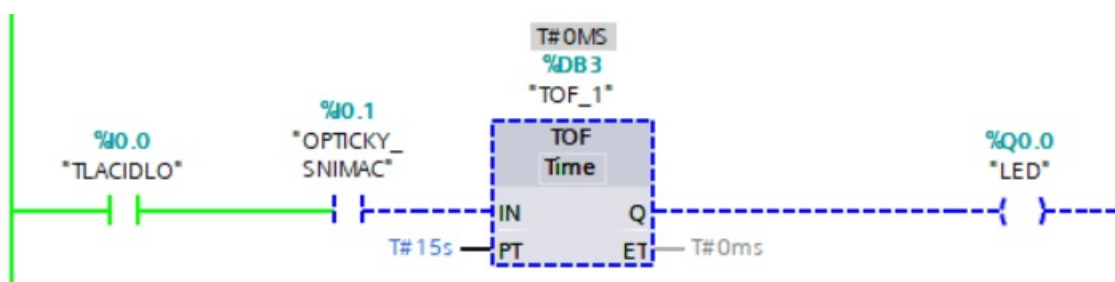 T#0MS
%DB3
"TOF_1"
%I0.0
"TLACIDLO"
%I0.1
"OPTICKY_
SNIMAC"
TOF
Time
%Q0.0
"LED"
IN
Q
T#15s
PT
ET
T#0ms